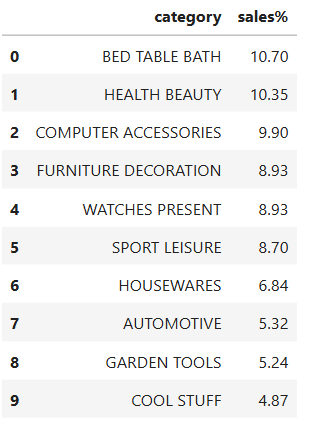 category sales%
0 BED TABLE BATH 10.70
1 HEALTH BEAUTY 10.35
2 COMPUTER ACCESSORIES 9.90
3 FURNITURE DECORATION 8.93
4 WATCHES PRESENT 8.93
5 SPORT LEISURE 8.70
6 HOUSEWARES 6.84
7 AUTOMOTIVE 5.32
8 GARDEN TOOLS 5.24
9 COOL STUFF 4.87